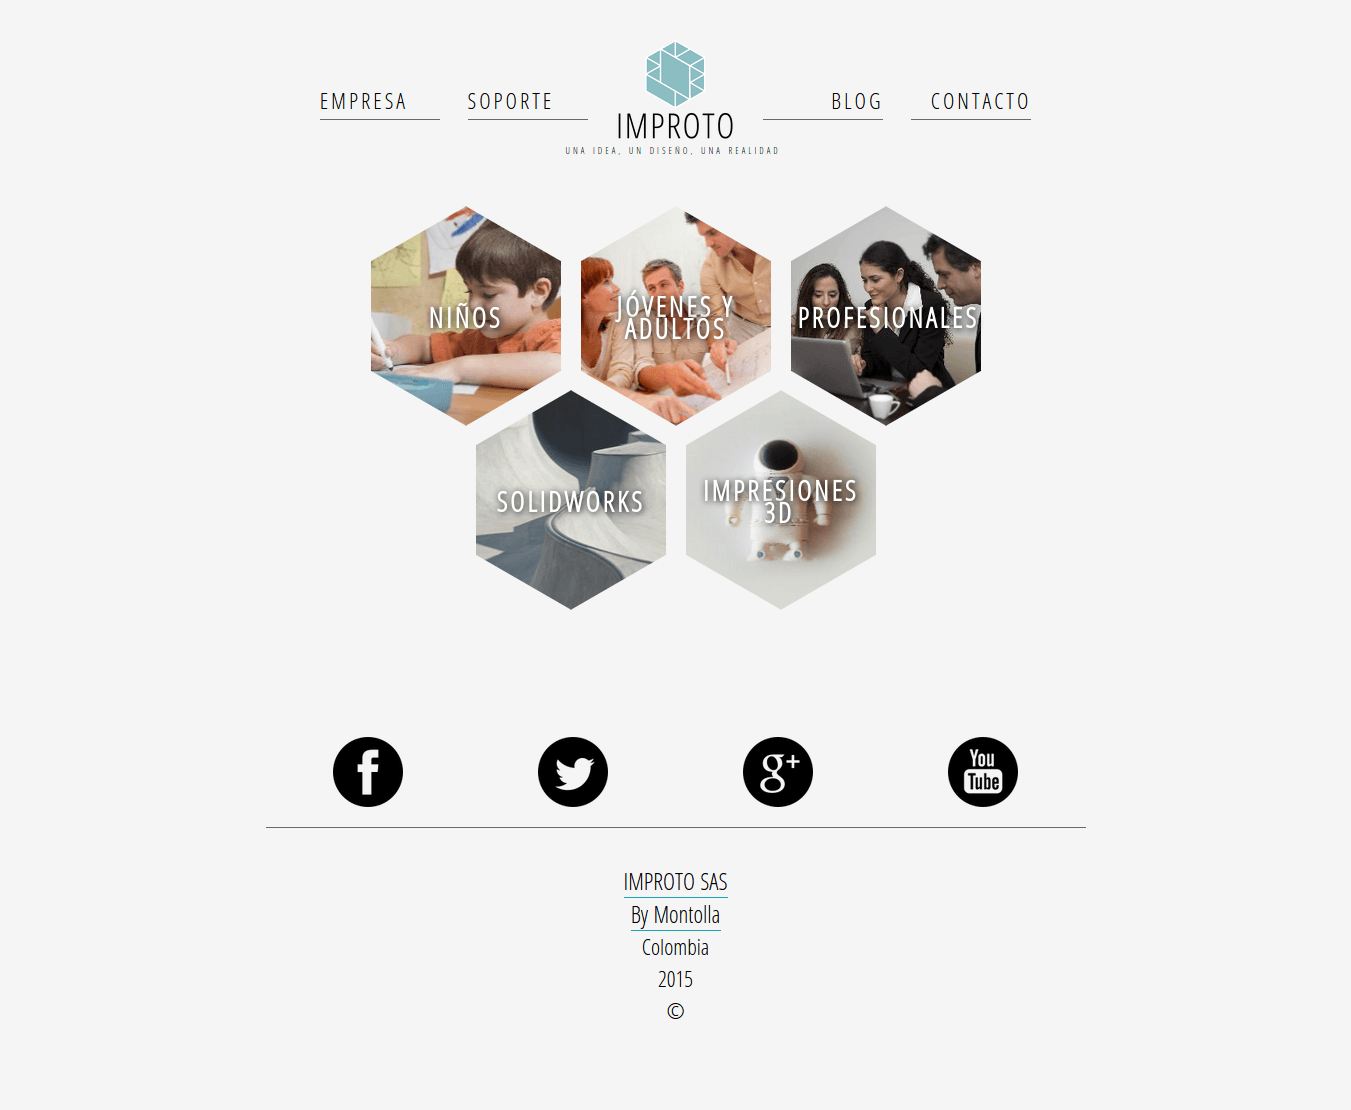 EMPRESA
SOPORTE
IMPROTO
UNA IDEA, UN DISEÑO, UNA REALIDAD
BLOG
CONTACTO
NIÑOS
JÓVENES Y
ADULTOS
PROFESIONALES
SOLIDWORKS
IMPRESIONES
3D
f
g+
You
Tube
IMPROTO SAS
By Montolla
Colombia
2015
©